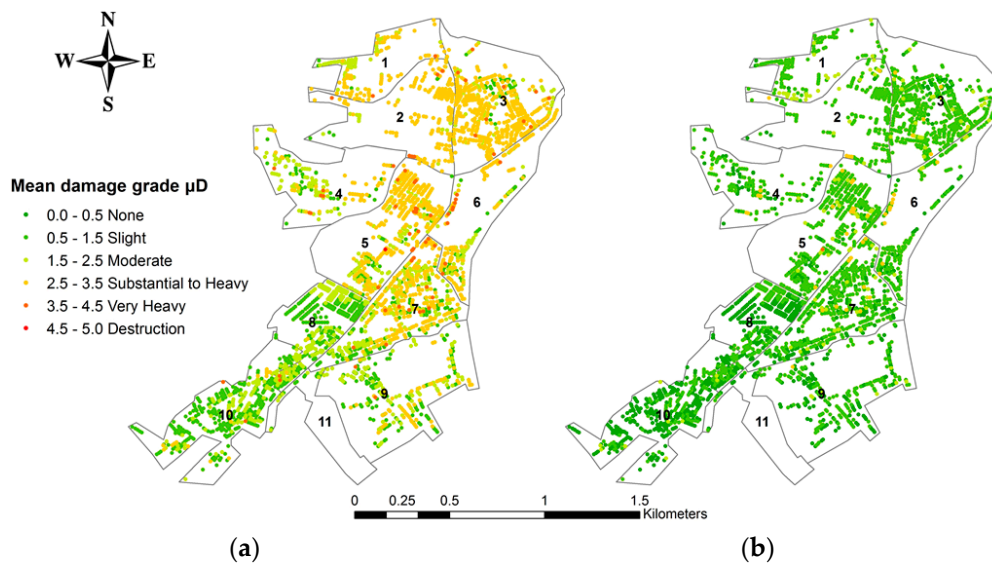 N
W E
S
Mean damage grade µD
0.0 - 0.5 None
0.5 - 1.5 Slight
1.5 - 2.5 Moderate
2.5 - 3.5 Substantial to Heavy
3.5 - 4.5 Very Heavy
4.5 - 5.0 Destruction
1
2
3
4
5
6
7
8
9
10
11
1
2
3
4
5
6
7
8
9
10
11
0 0.25 0.5 1 1.5
Kilometers
(a) (b)